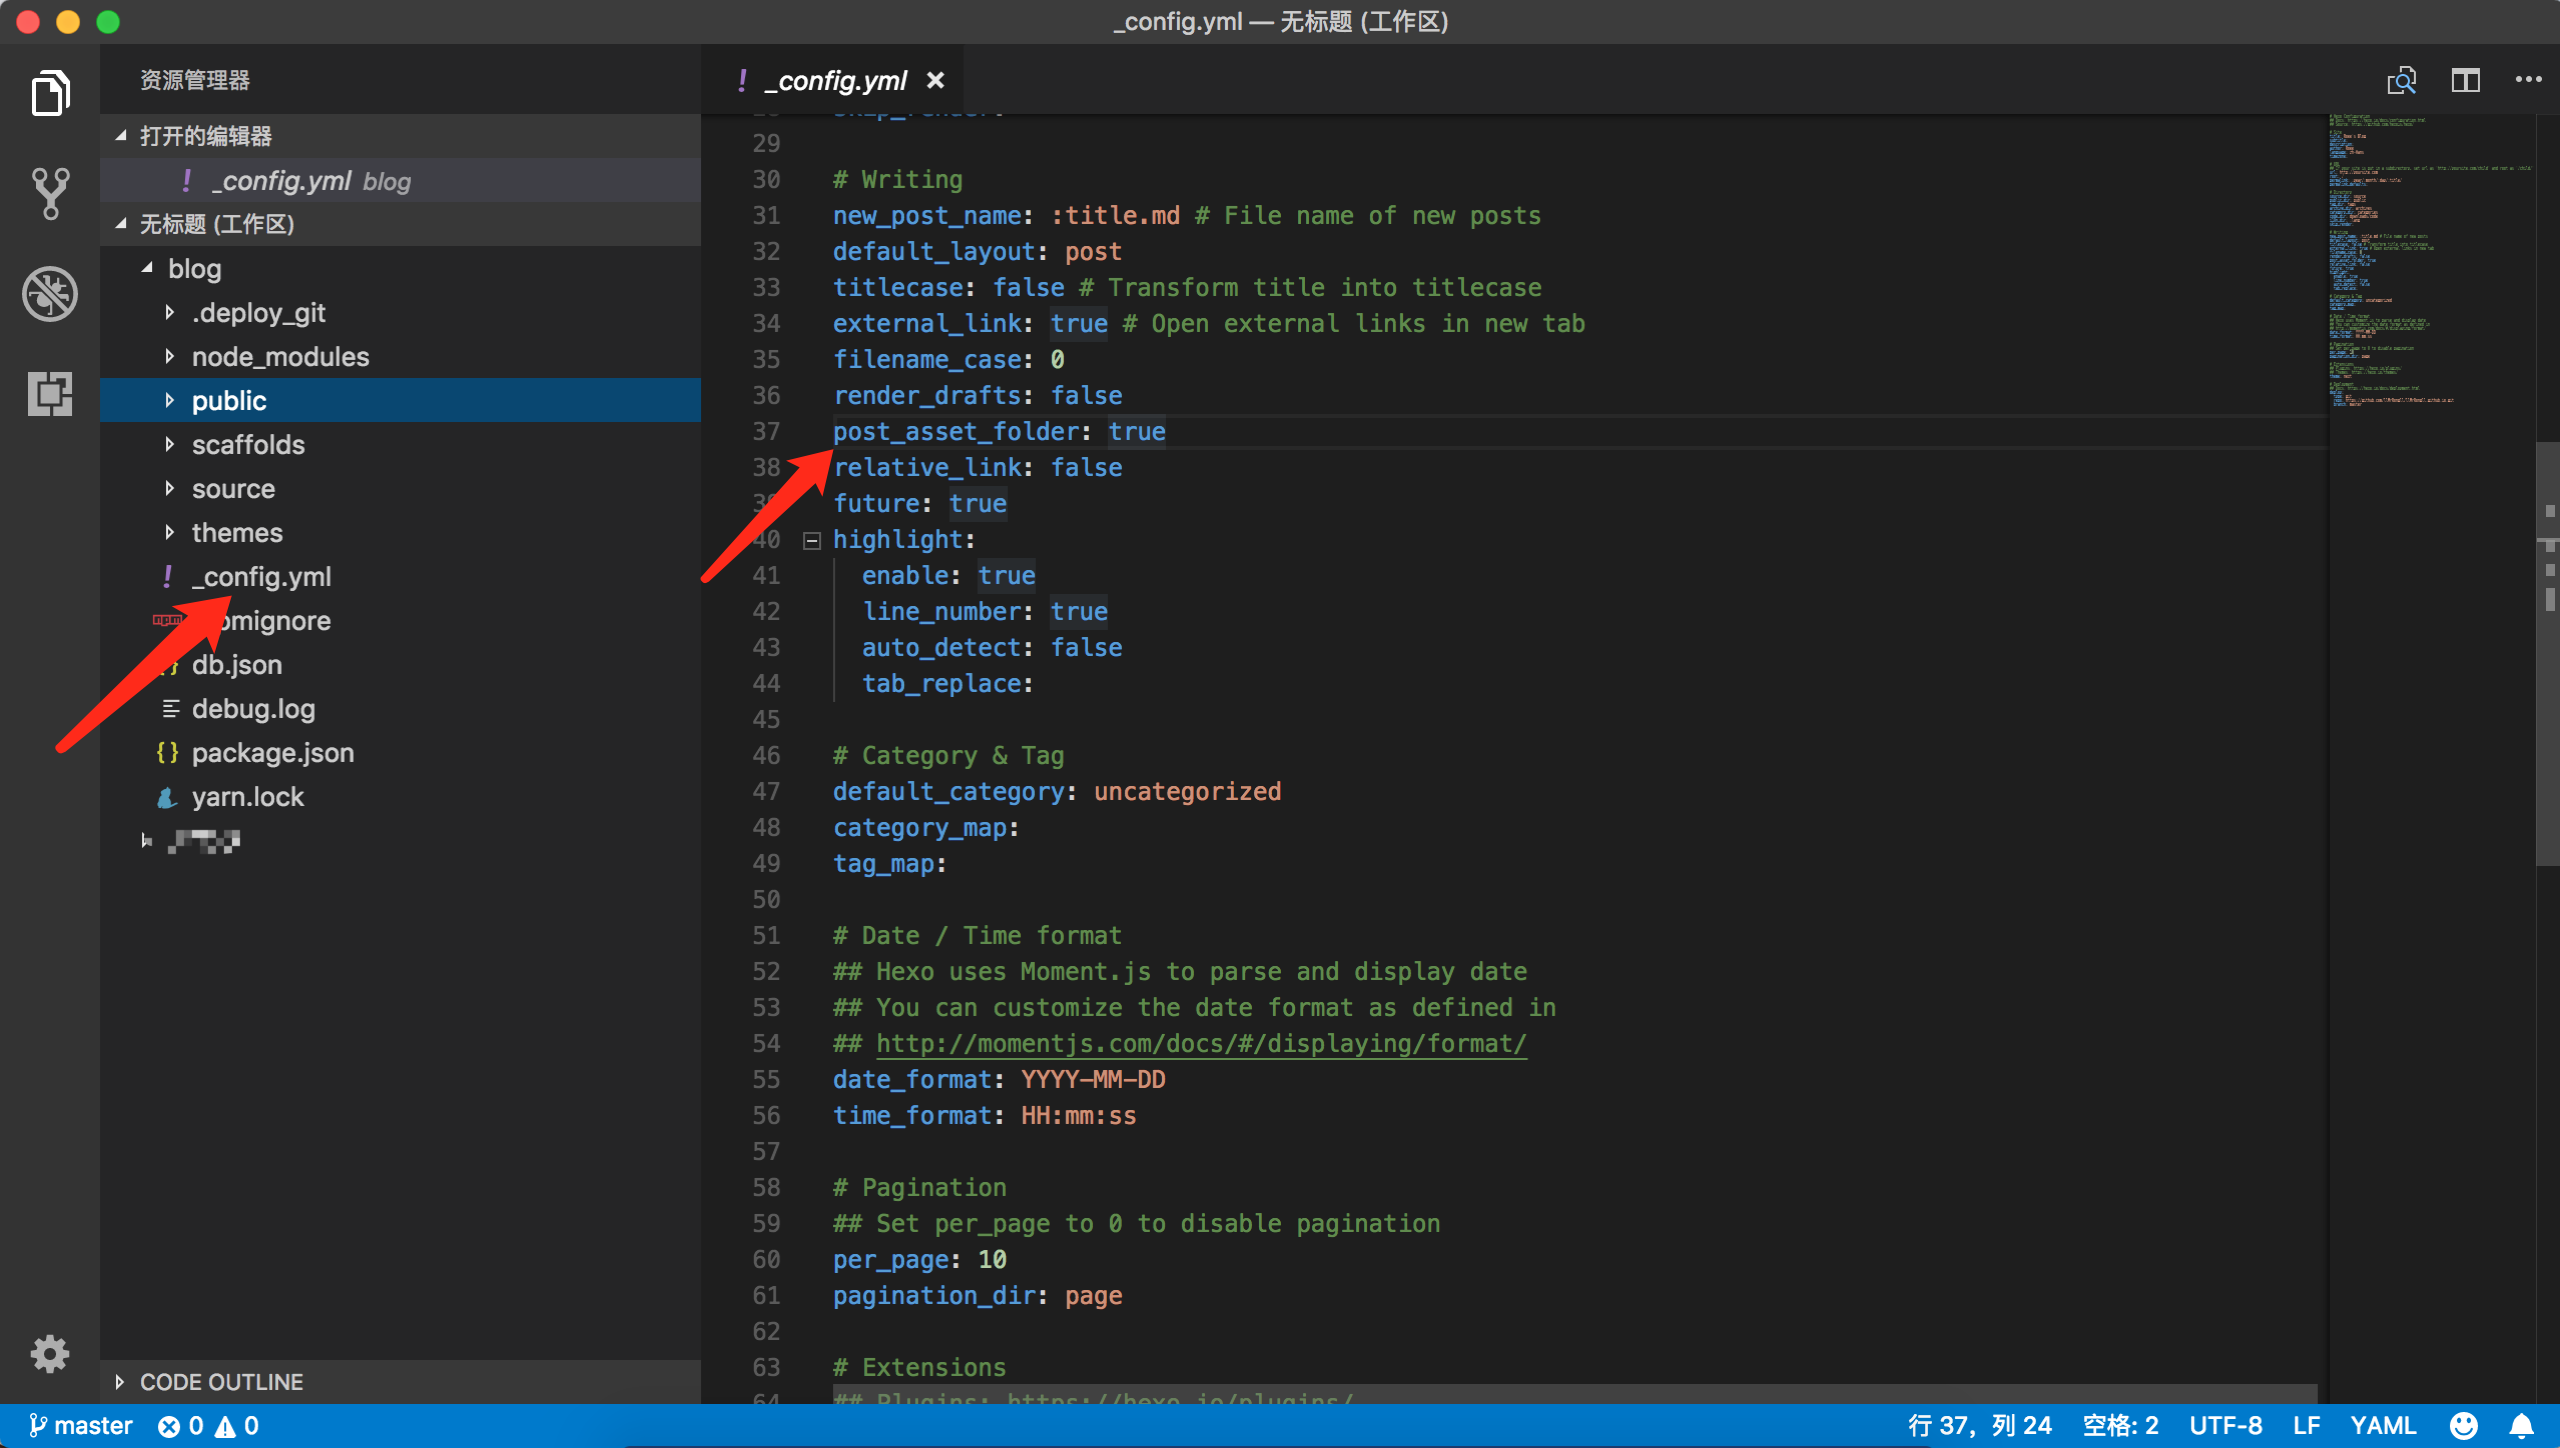 _config.yml — 无标题 (工作区)
资源管理器
打开的编辑器
! _config.yml blog
无标题 (工作区)
blog
.deploy_git
node_modules
public
scaffolds
source
themes
! _config.yml
omignore
{} db.json
debug.log
{} package.json
yarn.lock
CODE OUTLINE
! _config.yml ×
29
30 # Writing
31 new_post_name: :title.md # File name of new posts
32 default_layout: post
33 titlecase: false # Transform title into titlecase
34 external_link: true # Open external links in new tab
35 filename_case: 0
36 render_drafts: false
37 post_asset_folder: true
38 relative_link: false
39 future: true
40 highlight:
41 enable: true
42 line_number: true
43 auto_detect: false
44 tab_replace:
45
46 # Category & Tag
47 default_category: uncategorized
48 category_map:
49 tag_map:
50
51 # Date / Time format
52 ## Hexo uses Moment.js to parse and display date
53 ## You can customize the date format as defined in
54 ## http://momentjs.com/docs/#/displaying/format/
55 date_format: YYYY-MM-DD
56 time_format: HH:mm:ss
57
58 # Pagination
59 ## Set per_page to 0 to disable pagination
60 per_page: 10
61 pagination_dir: page
62
63 # Extensions
64 ## Plugins: https://hexo.io/plugins/
master 0 0
行 37，列 24 空格: 2 UTF-8 LF YAML